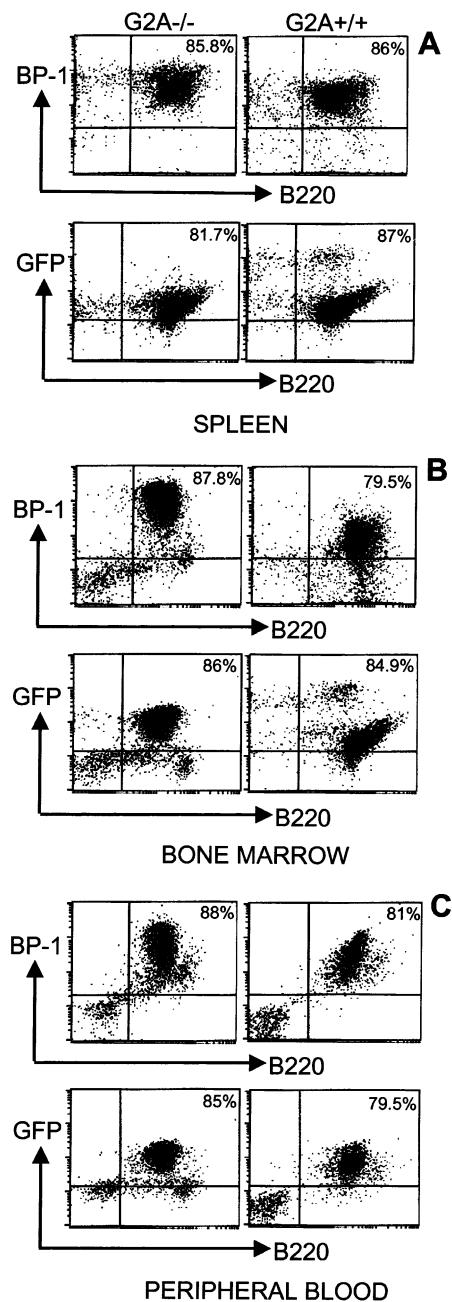 G2A-/- G2A+/+
A
85.8% 86%
BP-1
B220
81.7% 87%
GFP
B220
SPLEEN
B
87.8% 79.5%
BP-1
B220
86% 84.9%
GFP
B220
BONE MARROW
C
88% 81%
BP-1
B220
85% 79.5%
GFP
B220
PERIPHERAL BLOOD